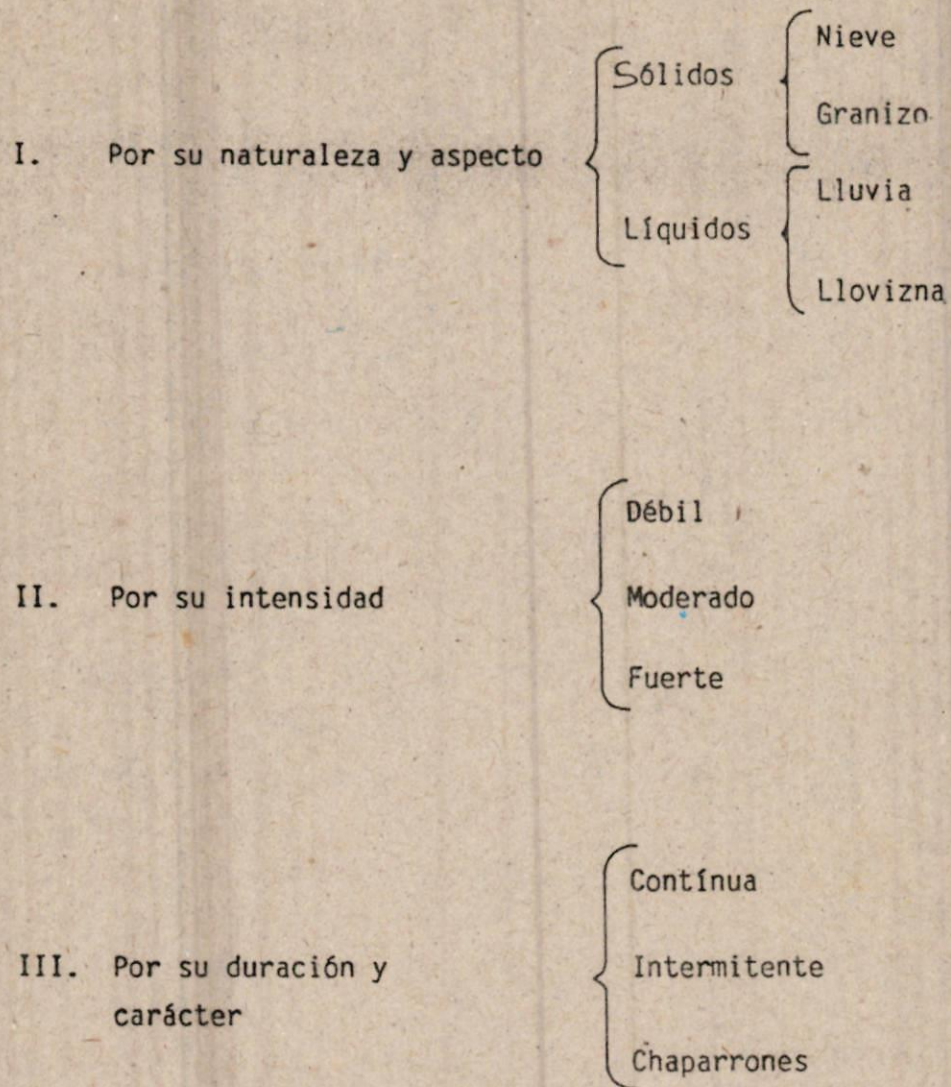 Nieve
Sólidos
Granizo
I. Por su naturaleza y aspecto
Lluvia
Líquidos
Llovizna
Débil
II. Por su intensidad
Moderado
Fuerte
Contínua
III. Por su duración y
Intermitente
carácter
Chaparrones